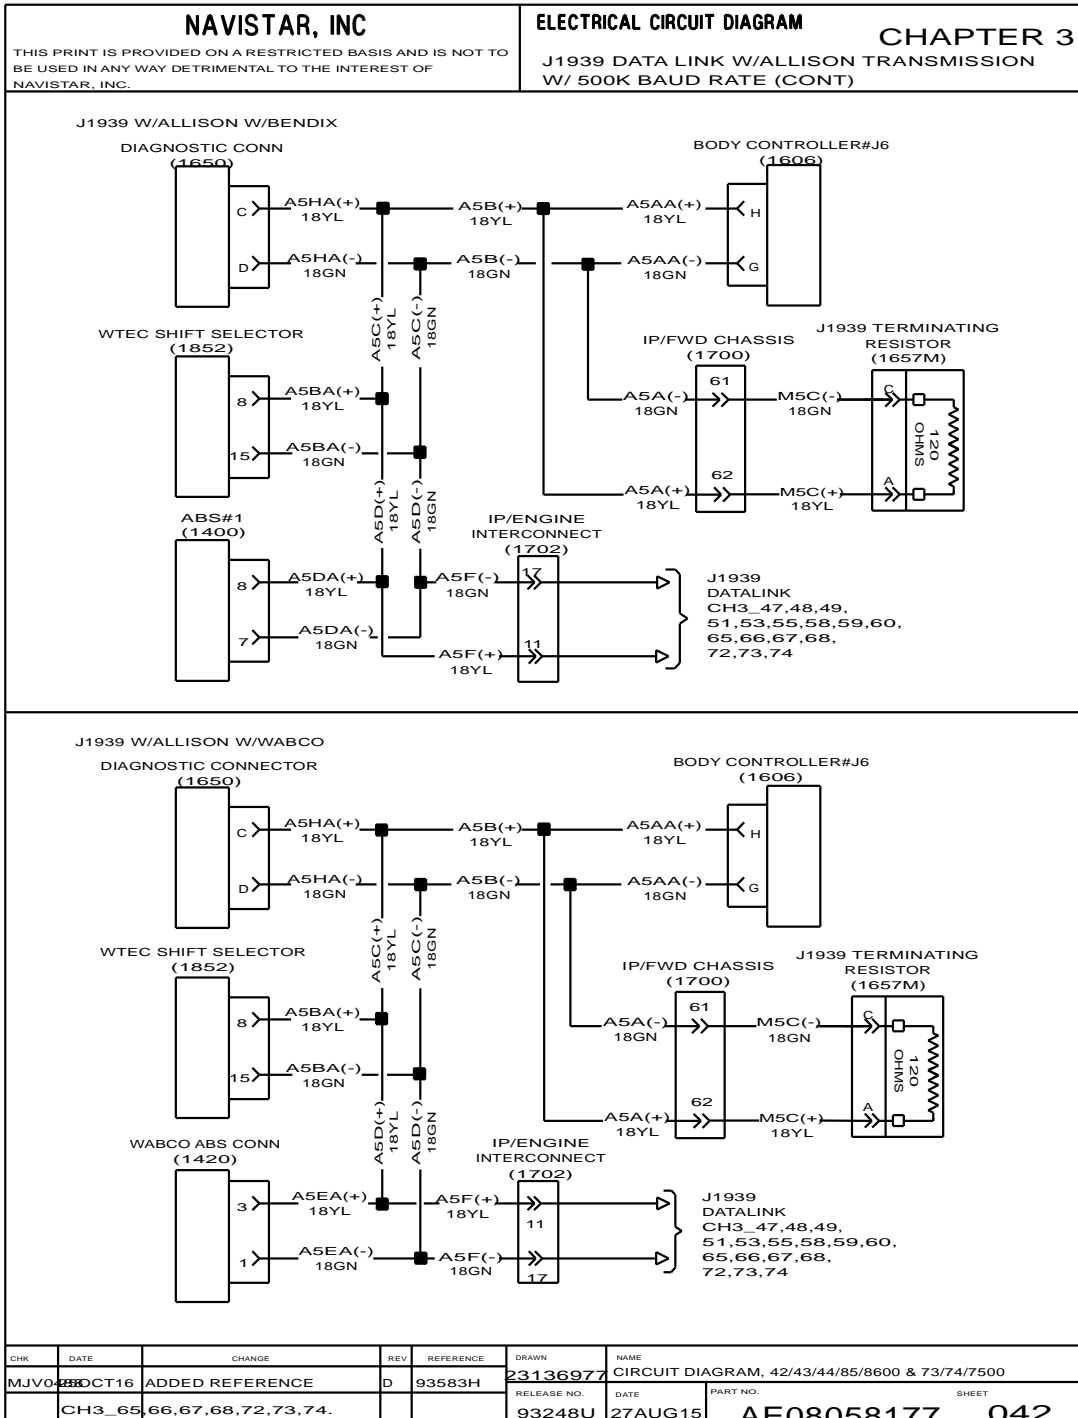 NAVISTAR, INC
THIS PRINT IS PROVIDED ON A RESTRICTED BASIS AND IS NOT TO
BE USED IN ANY WAY DETRIMENTAL TO THE INTEREST OF
NAVISTAR, INC.
ELECTRICAL CIRCUIT DIAGRAM
CHAPTER 3
J1939 DATA LINK W/ALLISON TRANSMISSION
W/ 500K BAUD RATE (CONT)
J1939 W/ALLISON W/BENDIX
DIAGNOSTIC CONN
(1650)
BODY CONTROLLER#J6
(1606)
C
A5HA(+)
18YL
A5B(+)
18YL
A5AA(+)
18YL
H
D
A5HA(-)
18GN
A5B(-)
18GN
A5AA(-)
18GN
G
A5C(+)
18YL
A5C(-)
18GN
WTEC SHIFT SELECTOR
(1852)
IP/FWD CHASSIS
(1700)
J1939 TERMINATING
RESISTOR
(1657M)
8
A5BA(+)
18YL
A5A(-)
18GN
61
M5C(-)
18GN
C
120
OHMS
15
A5BA(-)
18GN
A5A(+)
18YL
62
M5C(+)
18YL
A
A5D(+)
18YL
A5D(-)
18GN
ABS#1
(1400)
IP/ENGINE
INTERCONNECT
(1702)
8
A5DA(+)
18YL
A5F(-)
18GN
17
7
A5DA(-)
18GN
A5F(+)
18YL
11
J1939
DATALINK
CH3_47,48,49,
51,53,55,58,59,60,
65,66,67,68,
72,73,74
J1939 W/ALLISON W/WABCO
DIAGNOSTIC CONNECTOR
(1650)
BODY CONTROLLER#J6
(1606)
C
A5HA(+)
18YL
A5B(+)
18YL
A5AA(+)
18YL
H
D
A5HA(-)
18GN
A5B(-)
18GN
A5AA(-)
18GN
G
A5C(+)
18YL
A5C(-)
18GN
WTEC SHIFT SELECTOR
(1852)
IP/FWD CHASSIS
(1700)
J1939 TERMINATING
RESISTOR
(1657M)
8
A5BA(+)
18YL
A5A(-)
18GN
61
M5C(-)
18GN
C
120
OHMS
15
A5BA(-)
18GN
A5A(+)
18YL
62
M5C(+)
18YL
A
A5D(+)
18YL
A5D(-)
18GN
WABCO ABS CONN
(1420)
IP/ENGINE
INTERCONNECT
(1702)
3
A5EA(+)
18YL
A5F(+)
18YL
11
1
A5EA(-)
18GN
A5F(-)
18GN
17
J1939
DATALINK
CH3_47,48,49,
51,53,55,58,59,60,
65,66,67,68,
72,73,74
CHK DATE CHANGE REV REFERENCE
OCT16 ADDED REFERENCE D 93583H
CH3_65,66,67,68,72,73,74.
DRAWN
23136977
NAME
CIRCUIT DIAGRAM, 42/43/44/85/8600 & 73/74/7500
RELEASE NO.
93248U
DATE
27AUG15
PART NO.
AE08058177
SHEET
042